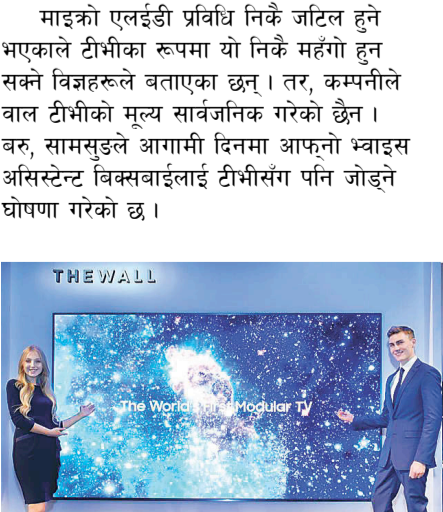 माइक्रो एलईडी प्रविधि निकै जटिल हुने
भएकाले टीभीका रूपमा यो निकै महँगो हुन
सक्ने विज्ञहरूले बताएका छन् । तर, कम्पनीले
वाल टीभीको मूल्य सार्वजनिक गरेको छैन ।
बरु, सामसुङले आगामी दिनमा आफ्नो भ्वाइस
असिस्टेन्ट बिक्सबाईलाई टीभीसँग पनि जोड्ने
घोषणा गरेको छ ।
THE WALL
The World's First Modular TV